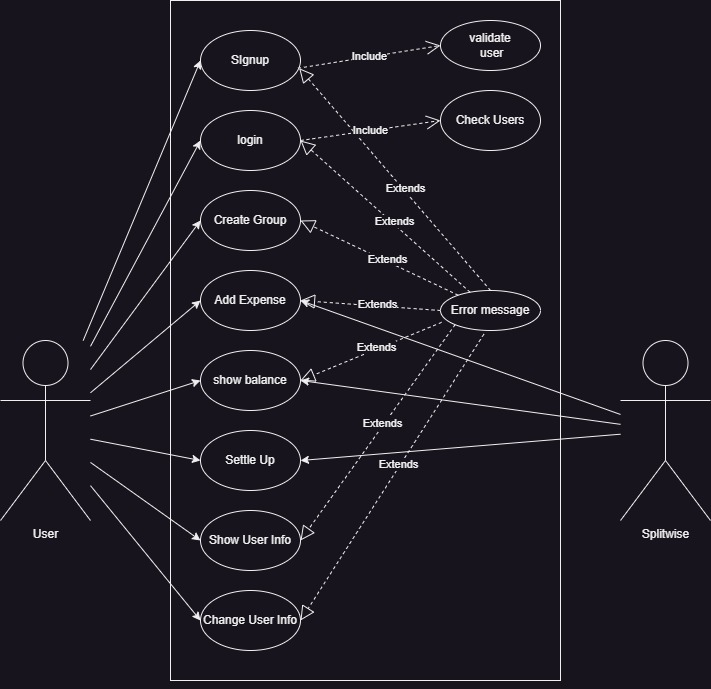 SIgnup
Include
validate
user
login
Include
Check Users
Extends
Create Group
Extends
Extends
Add Expense
Extends
Error message
show balance
Extends
Extends
Settle Up
Extends
Show User Info
User
Splitwise
Change User Info